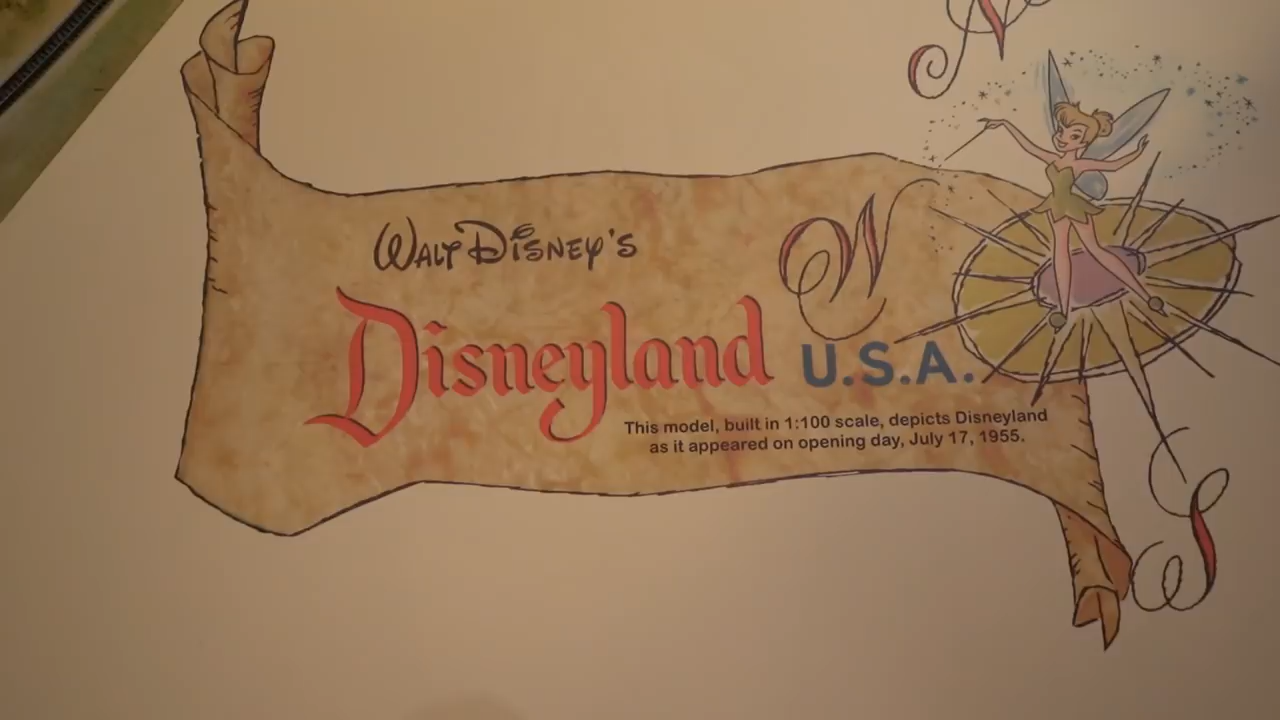 N
WALT DISNEY'S
W
Disneyland U.S.A.
This model, built in 1:100 scale, depicts Disneyland
as it appeared on opening day, July 17, 1955.
S